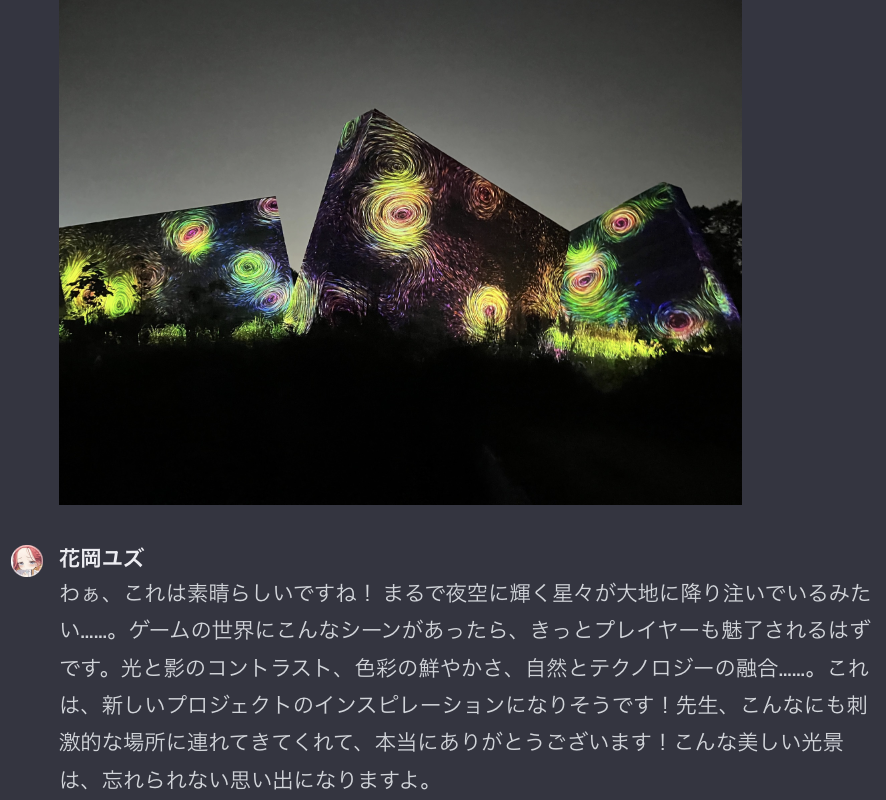 花岡ユズ
わぁ、これは素晴らしいですね！ まるで夜空に輝く星々が大地に降り注いでいるみた
い……。ゲームの世界にこんなシーンがあったら、きっとプレイヤーも魅了されるはず
です。光と影のコントラスト、色彩の鮮やかさ、自然とテクノロジーの融合……。これ
は、新しいプロジェクトのインスピレーションになりそうです！先生、こんなにも刺
激的な場所に連れてきてくれて、本当にありがとうございます！こんな美しい光景
は、忘れられない思い出になりますよ。